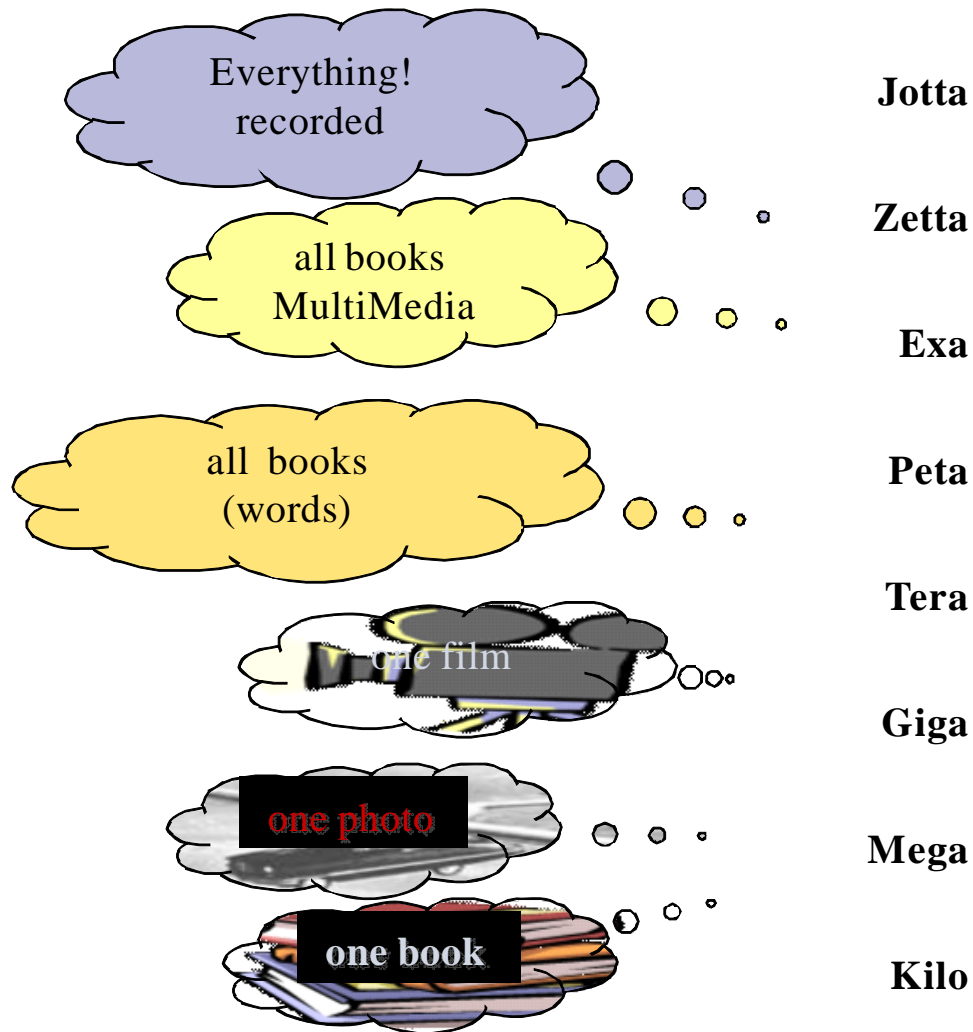 Everything!
recorded
Jotta
Zetta
all books
MultiMedia
Exa
all books
(words)
Peta
Tera
one film
Giga
one photo
Mega
one book
Kilo